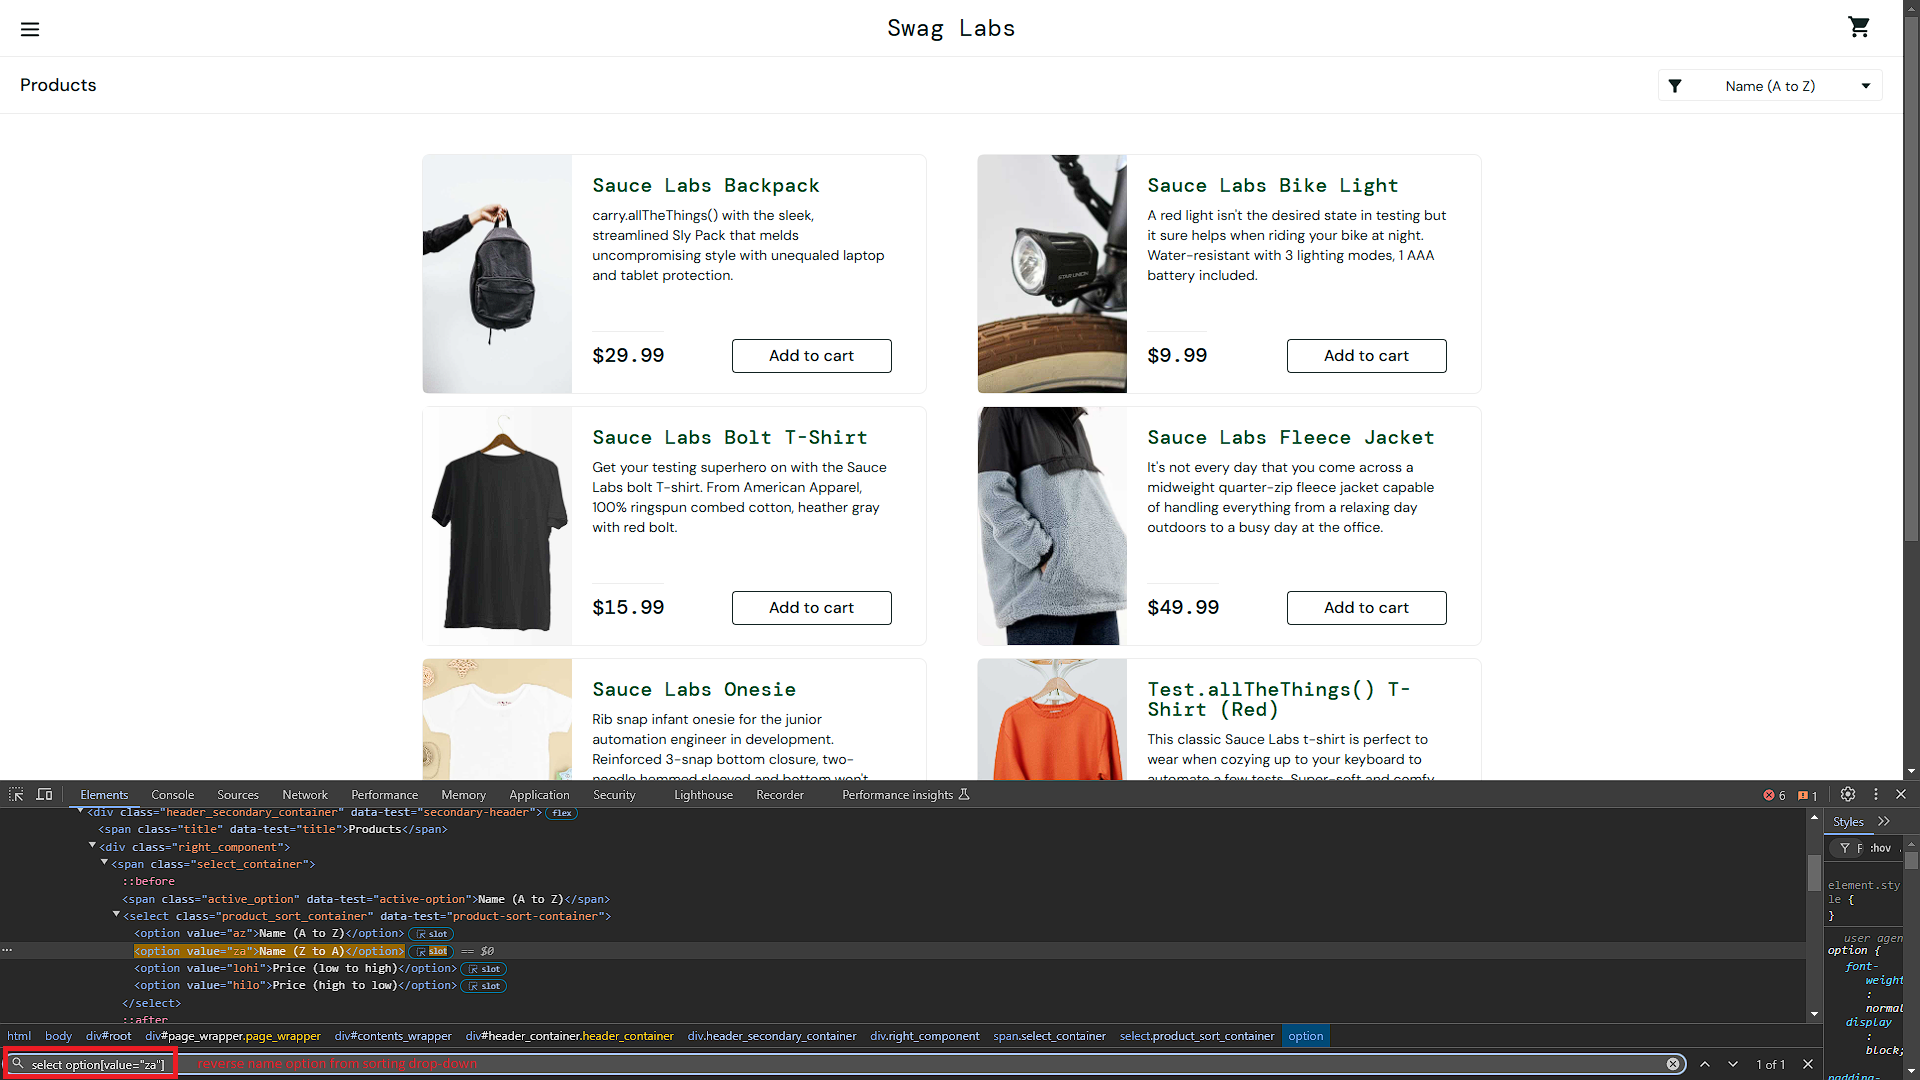 Swag Labs
Products
Name (A to Z)
Sauce Labs Backpack
carry.allTheThings() with the sleek,
streamlined Sly Pack that melds
uncompromising style with unequaled laptop
and tablet protection.
$29.99
Add to cart
Sauce Labs Bike Light
A red light isn't the desired state in testing but
it sure helps when riding your bike at night.
Water-resistant with 3 lighting modes, 1 AAA
battery included.
$9.99
Add to cart
STAR UNION
Sauce Labs Bolt T-Shirt
Get your testing superhero on with the Sauce
Labs bolt T-shirt. From American Apparel,
100% ringspun combed cotton, heather gray
with red bolt.
$15.99
Add to cart
Sauce Labs Fleece Jacket
It's not every day that you come across a
midweight quarter-zip fleece jacket capable
of handling everything from a relaxing day
outdoors to a busy day at the office.
$49.99
Add to cart
Sauce Labs Onesie
Rib snap infant onesie for the junior
automation engineer in development.
Reinforced 3-snap bottom closure, two-
needle hemmed sleeved and bottom won't
Test.allTheThings() T-
Shirt (Red)
This classic Sauce Labs t-shirt is perfect to
wear when cozying up to your keyboard to
automate a few tests. Super-soft and comfy
Elements Console Sources Network Performance Memory Application Security Lighthouse Recorder Performance insights 6 1
<div class="header_secondary_container" data-test="secondary-header"> flex
<span class="title" data-test="title">Products</span>
<div class="right_component">
<span class="select_container">
::before
<span class="active_option" data-test="active-option">Name (A to Z)</span>
<select class="product_sort_container" data-test="product-sort-container">
<option value="az">Name (A to Z)</option> slot
<option value="za">Name (Z to A)</option> slot == $0
<option value="lohi">Price (low to high)</option> slot
<option value="hilo">Price (high to low)</option> slot
</select>
::after
html body div#root div#page_wrapper.page_wrapper div#contents_wrapper div#header_container.header_container div.header_secondary_container div.right_component span.select_container select.product_sort_container option
select option[value="za"] reverse name option from sorting drop-down 1 of 1
Styles
F :hov .
element.sty
le {
}
user agen
option {
font-
weight
:
normal
display
:
block;
padding-